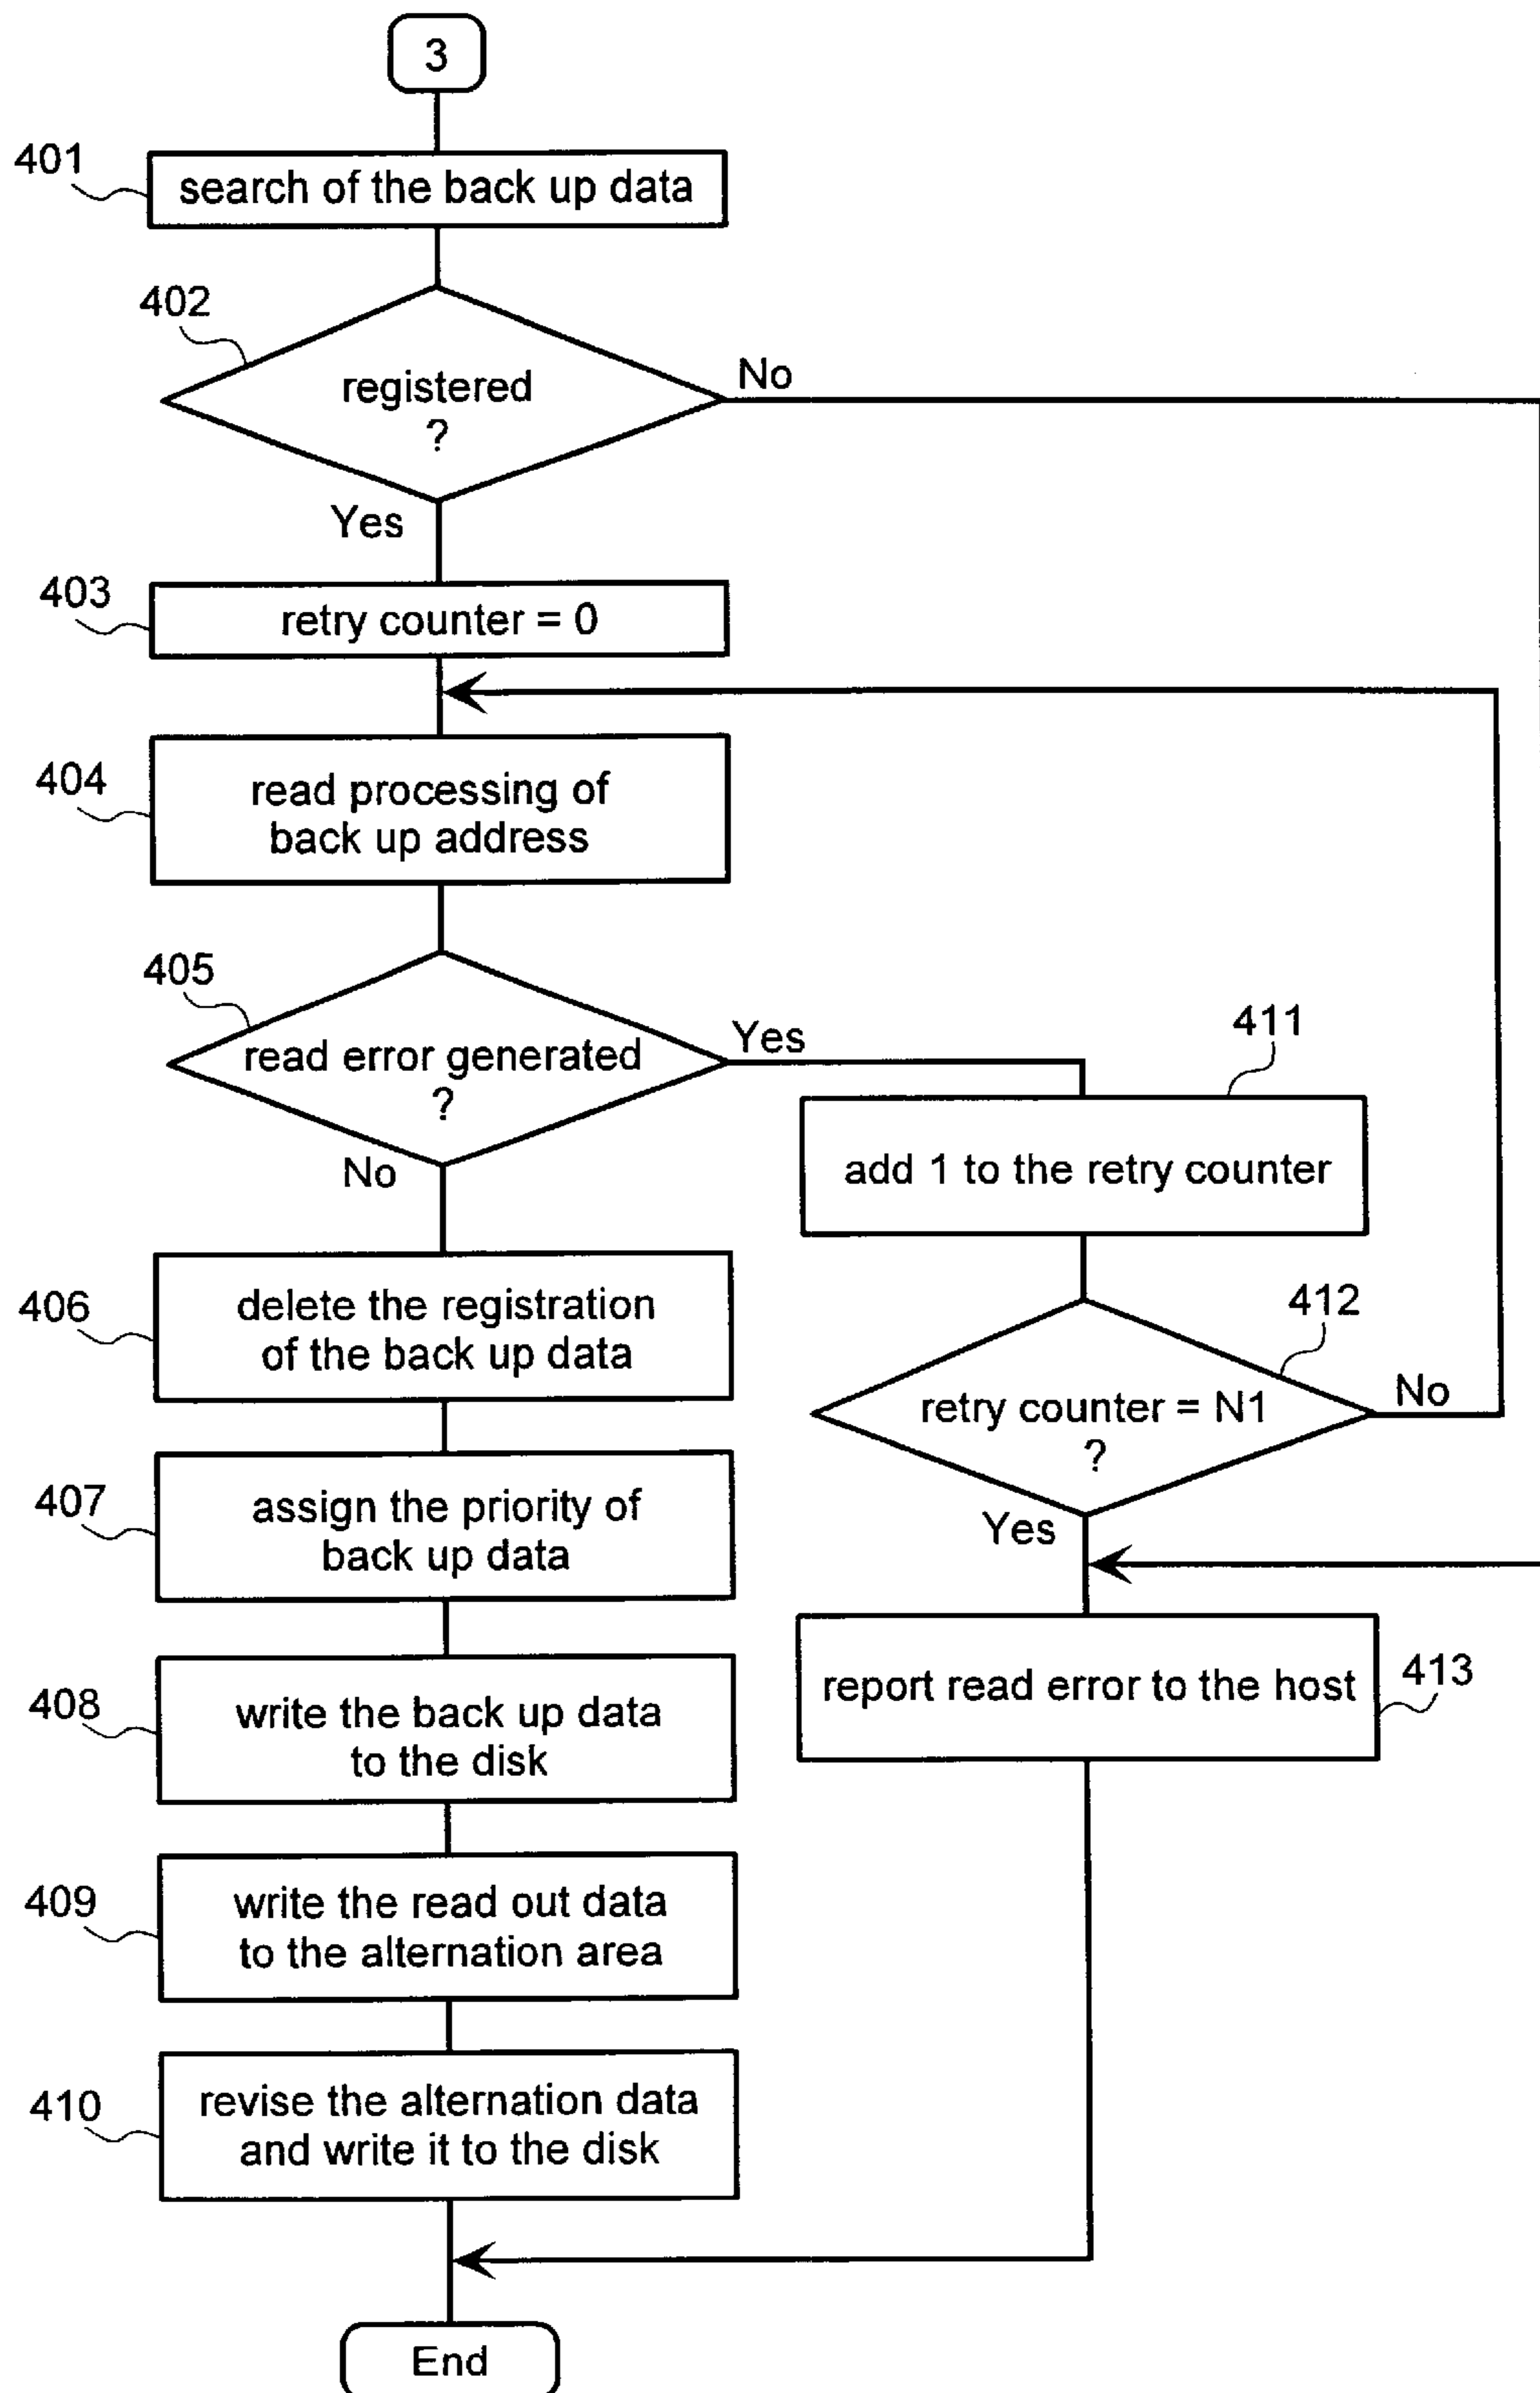 3
401
search of the back up data
402
registered
?
No
Yes
403
retry counter = 0
404
read processing of
back up address
405
read error generated
?
Yes
No
411
add 1 to the retry counter
406
delete the registration
of the back up data
412
retry counter = N1
?
No
Yes
407
assign the priority of
back up data
408
write the back up data
to the disk
report read error to the host
413
409
write the read out data
to the alternation area
410
revise the alternation data
and write it to the disk
End